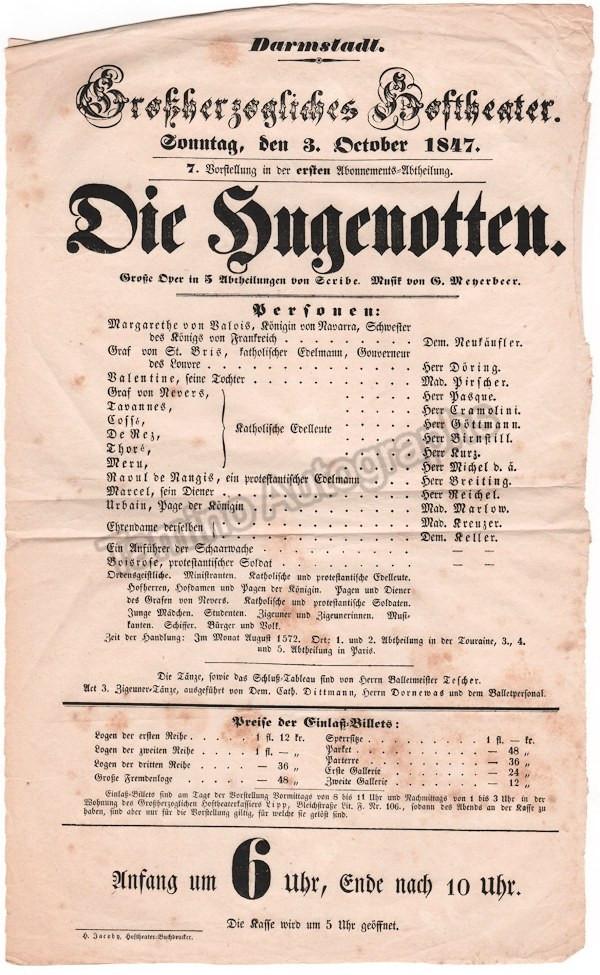 Darmstadt.
Großherzogliches Hoftheater.
Sonntag, den 3. October 1847.
7. Vorstellung in der ersten Abonnements-Abtheilung.
Die Hugenotten.
Große Oper in 5 Abtheilungen von Scribe. Musik von G. Meyerbeer.
Personen:
Margarethe von Valois, Königin von Navarra, Schwester
des Königs von Frankreich . . . . . . . . . . Dem. Neukäufler.
Graf von St. Bris, katholischer Edelmann, Gouverneur
des Louvre . . . . . . . . . . Herr Döring.
Valentine, seine Tochter . . . . . . . . . . Mad. Pirscher.
Graf von Nevers, . . . . . Herr Pasque.
Tavannes, . . . . . Herr Cramolini.
Cossé, Katholische Edelleute . . . . . Herr Göttmann.
De Rez, . . . . . Herr Birnstill.
Thoré, . . . . . Herr Kurz.
Meru, . . . . . Herr Michel d. ä.
Raoul de Nangis, ein protestantischer Edelmann . . . . . Herr Breiting.
Marcel, sein Diener . . . . . . . . . . Herr Reichel.
Urbain, Page der Königin . . . . . . . . . . Mad. Marlow.
Ehrendame derselben . . . . . . . . . . Mad. Kreuzer.
Dem. Keller.
Ein Anführer der Schaarwache . . . . . . . . . . — —
Boisrose, protestantischer Soldat . . . . . . . . . . — —
Ordensgeistliche. Ministranten. Katholische und protestantische Edelleute.
Hofherren, Hofdamen und Pagen der Königin. Pagen und Diener
des Grafen von Nevers. Katholische und protestantische Soldaten.
Junge Mädchen. Studenten. Zigeuner und Zigeunerinnen. Musi-
kanten. Schiffer. Bürger und Volk.
Zeit der Handlung: Im Monat August 1572. Ort: 1. und 2. Abtheilung in der Touraine, 3., 4.
und 5. Abtheilung in Paris.
Die Tänze, sowie das Schluß-Tableau sind von Herrn Balletmeister Tescher.
Act 3. Zigeuner-Tänze, ausgeführt von Dem. Cath. Dittmann, Herrn Dornewas und dem Balletpersonal.
Preise der Einlaß-Billets:
Logen der ersten Reihe . . . . . 1 fl. 12 kr.
Logen der zweiten Reihe . . . . 1 fl. — „
Logen der dritten Reihe . . . . — 36 „
Große Fremdenloge . . . . — 48 „
Sperrsitze . . . . . . . . . 1 fl. — kr.
Parket . . . . . . . . . — 48 „
Parterre . . . . . . . . . — 36 „
Erste Gallerie . . . . . . . . . — 24 „
Zweite Gallerie . . . . . . . . . — 12 „
Einlaß-Billets sind am Tage der Vorstellung Vormittags von 8 bis 11 Uhr und Nachmittags von 1 bis 3 Uhr in der
Wohnung des Großherzoglichen Hoftheaterkassiers Lipp, Bleichstraße Lit. F. Nr. 106., sodann des Abends an der Kasse zu
haben, sind aber nur für die Vorstellung giltig, für welche sie gelöst sind.
Anfang um 6 Uhr, Ende nach 10 Uhr.
Die Kasse wird um 5 Uhr geöffnet.
H. Jacoby, Hoftheater-Buchdrucker.
Tamino Autographs